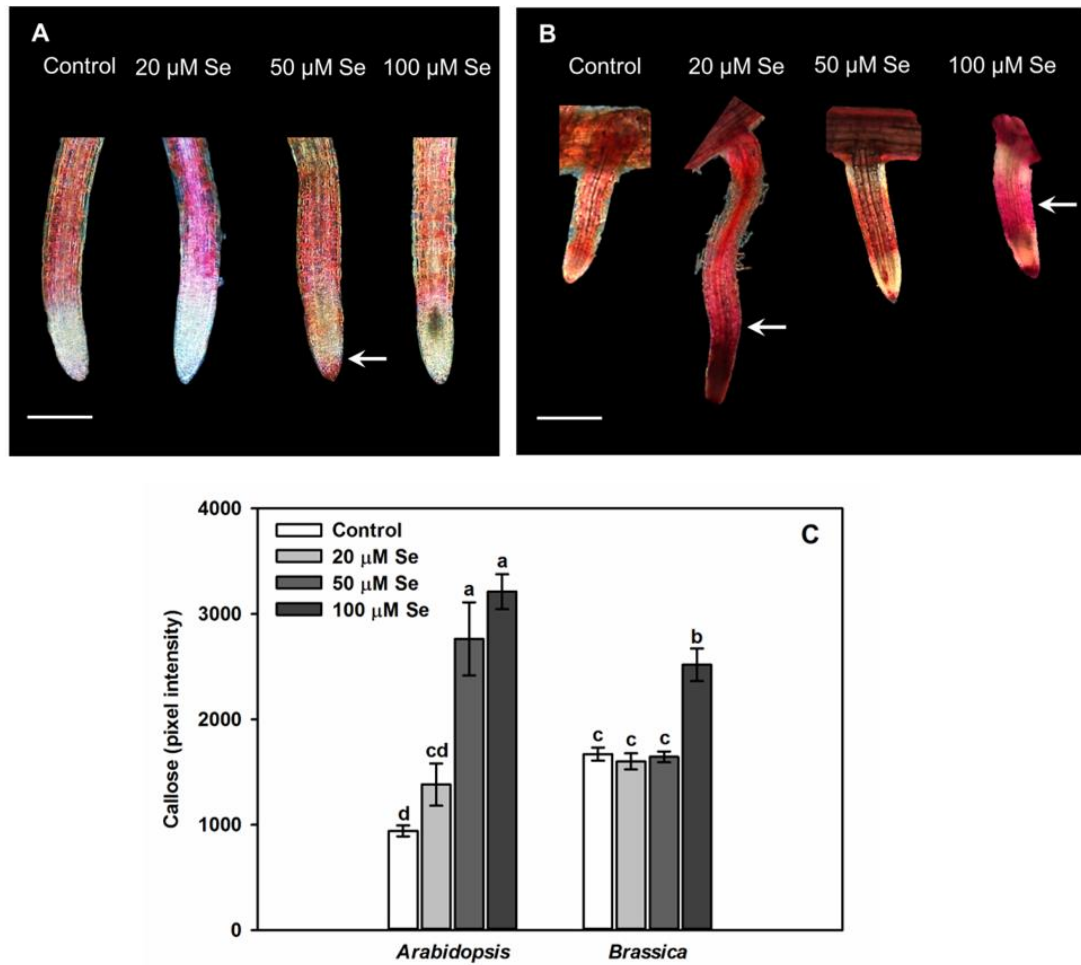 A
Control 20 μM Se 50 μM Se 100 μM Se
B
Control 20 μM Se 50 μM Se 100 μM Se
C
Control
20 μM Se
50 μM Se
100 μM Se
Callose (pixel intensity)
4000
3000
2000
1000
0
d cd a a c c c b
Arabidopsis Brassica